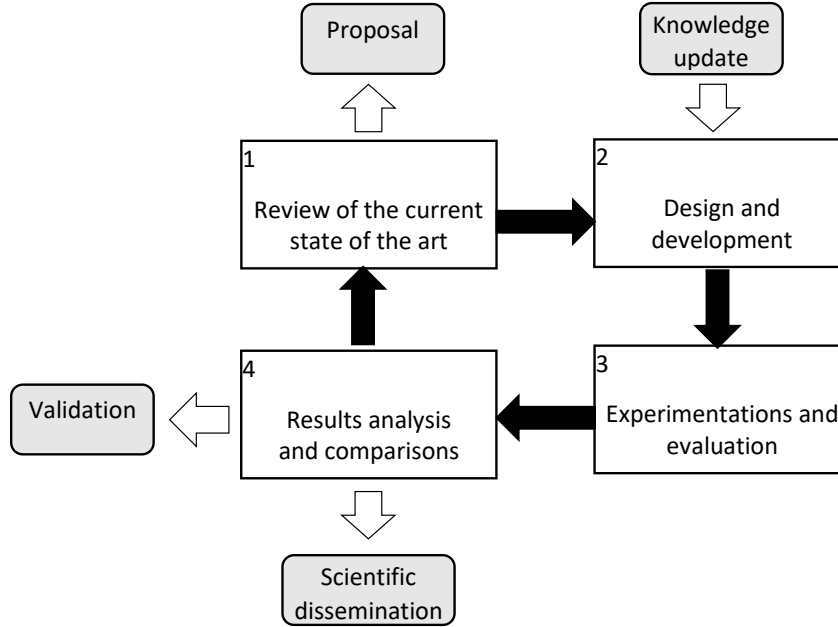 Proposal
Knowledge
update
1
Review of the current
state of the art
2
Design and
development
4
Results analysis
and comparisons
3
Experimentations and
evaluation
Validation
Scientific
dissemination